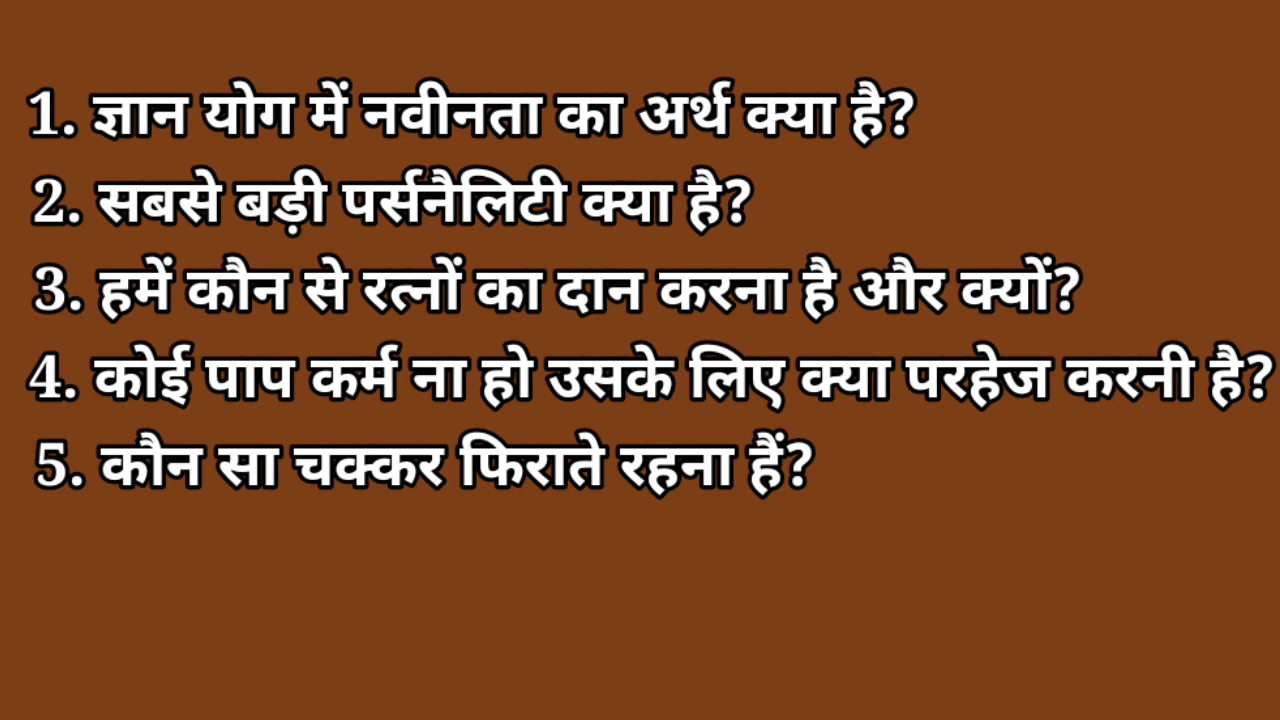 1. ज्ञान योग में नवीनता का अर्थ क्या है?
2. सबसे बड़ी पर्सनैलिटी क्या है?
3. हमें कौन से रत्नों का दान करना है और क्यों?
4. कोई पाप कर्म ना हो उसके लिए क्या परहेज करनी है?
5. कौन सा चक्कर फिराते रहना हैं?